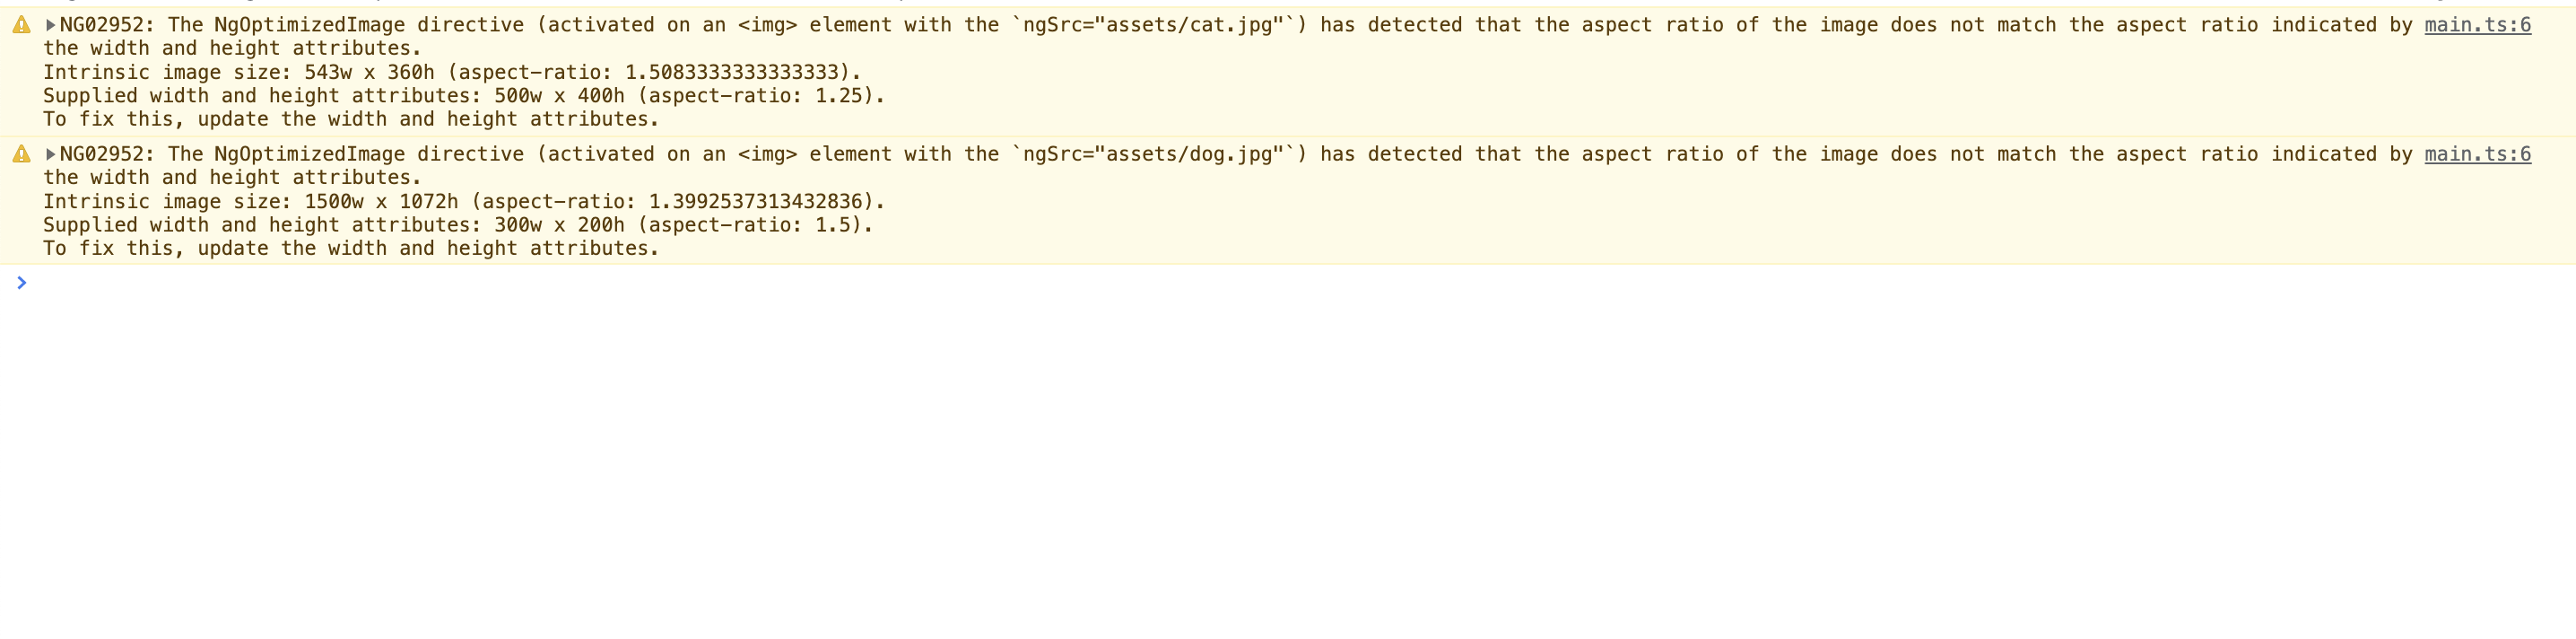 NG02952: The NgOptimizedImage directive (activated on an <img> element with the `ngSrc="assets/cat.jpg"`) has detected that the aspect ratio of the image does not match the aspect ratio indicated by main.ts:6
the width and height attributes.
Intrinsic image size: 543w x 360h (aspect-ratio: 1.5083333333333333).
Supplied width and height attributes: 500w x 400h (aspect-ratio: 1.25).
To fix this, update the width and height attributes.
NG02952: The NgOptimizedImage directive (activated on an <img> element with the `ngSrc="assets/dog.jpg"`) has detected that the aspect ratio of the image does not match the aspect ratio indicated by main.ts:6
the width and height attributes.
Intrinsic image size: 1500w x 1072h (aspect-ratio: 1.3992537313432836).
Supplied width and height attributes: 300w x 200h (aspect-ratio: 1.5).
To fix this, update the width and height attributes.